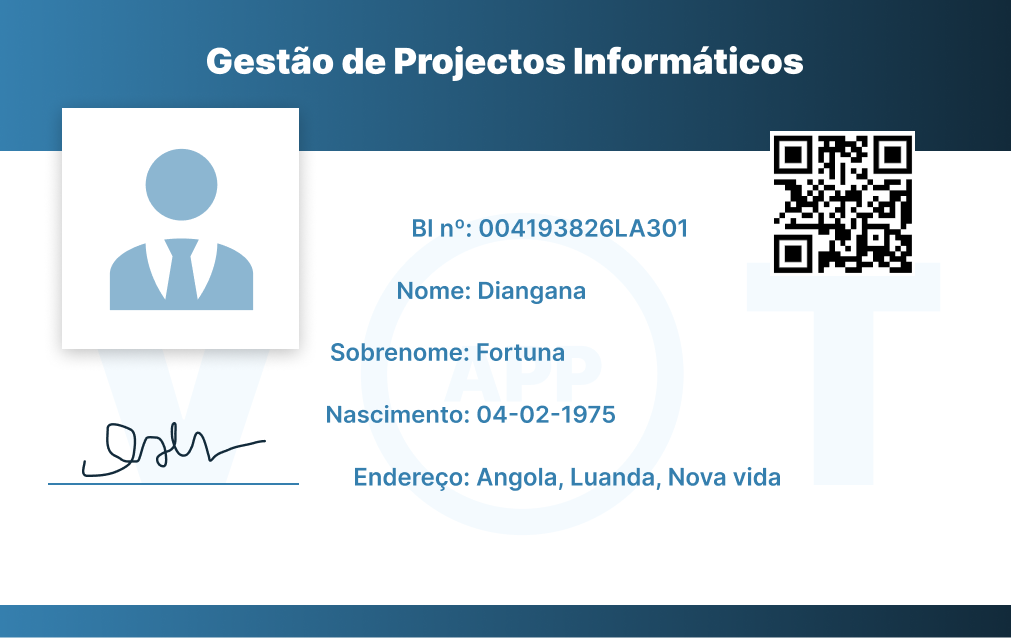 Gestão de Projectos Informáticos
BI nº: 004193826LA301
Nome: Diangana
Sobrenome: Fortuna
Nascimento: 04-02-1975
Endereço: Angola, Luanda, Nova vida
V APP T